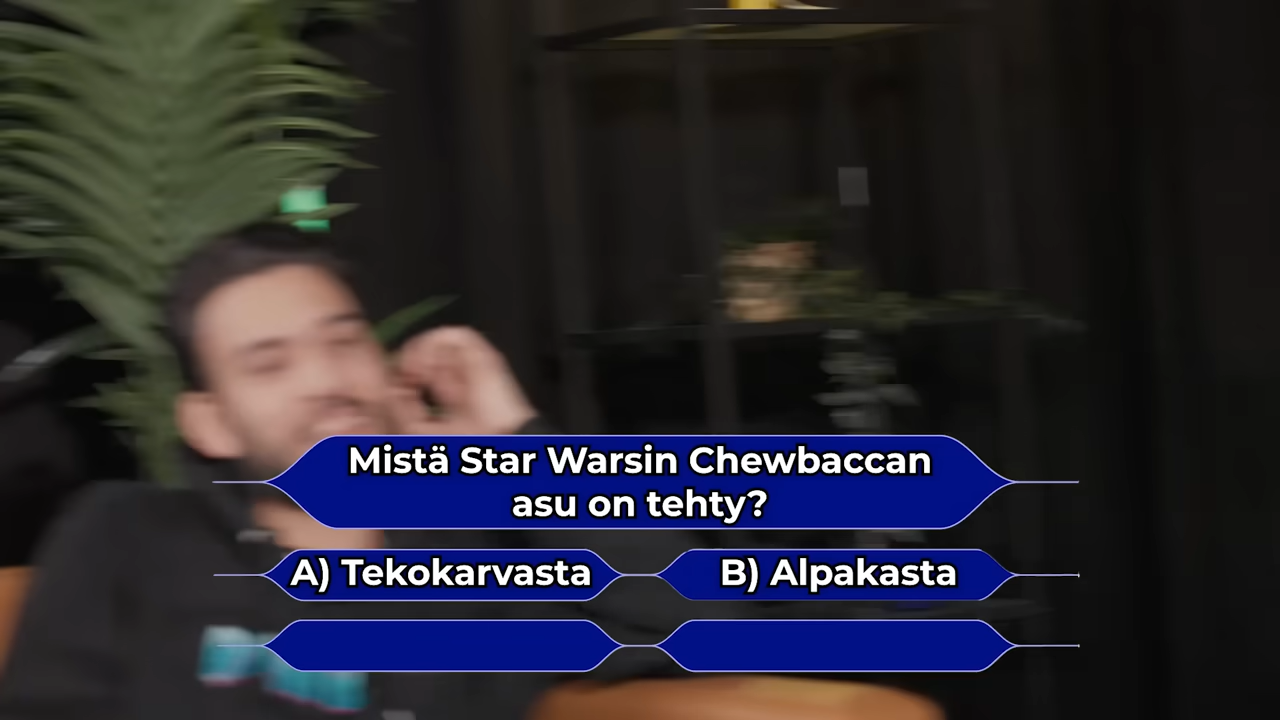 Mistä Star Warsin Chewbaccan
asu on tehty?
A) Tekokarvasta
B) Alpakasta